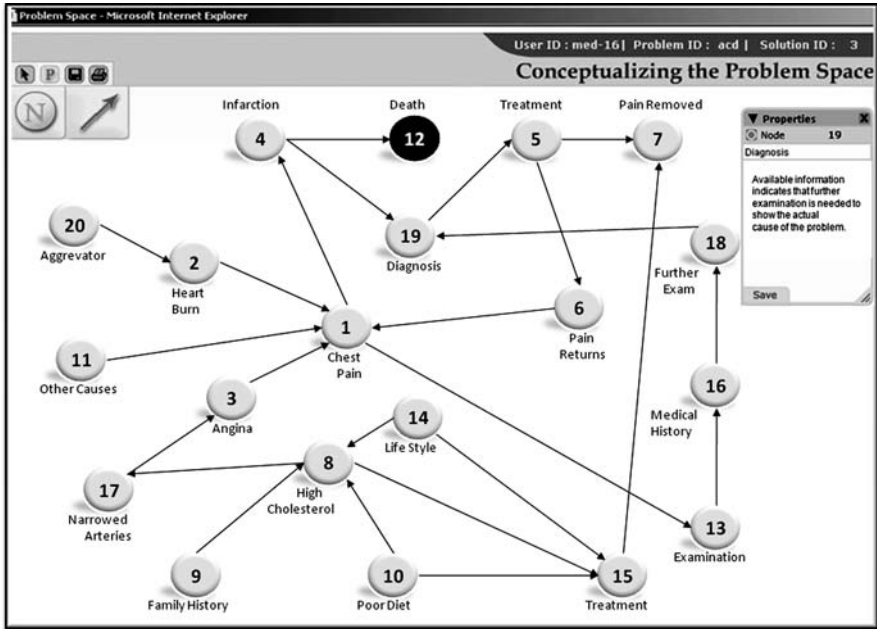 Problem Space - Microsoft Internet Explorer
User ID : med-16| Problem ID : acd | Solution ID : 3
P
Conceptualizing the Problem Space
N
Infarction
Death
Treatment
Pain Removed
4
12
5
7
Properties X
Node 19
Diagnosis
Available information
indicates that further
examination is needed to
show the actual
cause of the problem.
Save
20
Aggrevator
19
Diagnosis
18
Further
Exam
2
Heart
Burn
6
Pain
Returns
1
Chest
Pain
11
Other Causes
3
Angina
14
Life Style
16
Medical
History
8
High
Cholesterol
17
Narrowed
Arteries
13
Examination
9
Family History
10
Poor Diet
15
Treatment